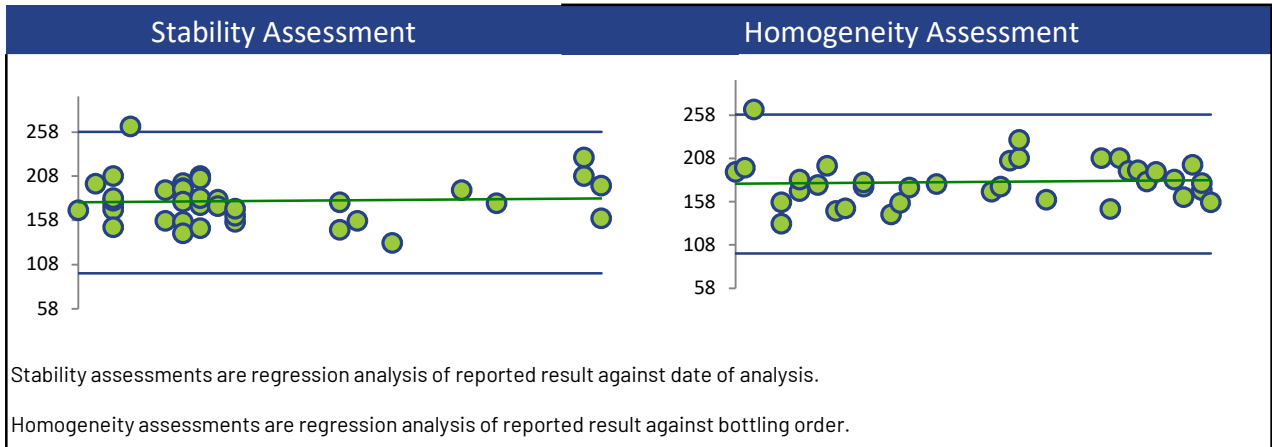 Stability Assessment
Homogeneity Assessment
258
208
158
108
58
258
208
158
108
58
Stability assessments are regression analysis of reported result against date of analysis.
Homogeneity assessments are regression analysis of reported result against bottling order.